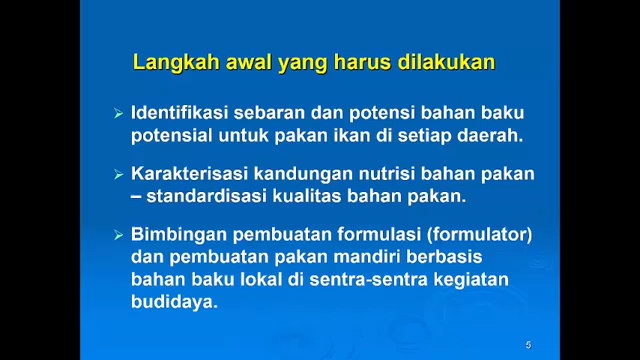 Langkah awal yang harus dilakukan
Identifikasi sebaran dan potensi bahan baku
potensial untuk pakan ikan di setiap daerah.
Karakterisasi kandungan nutrisi bahan pakan
– standardisasi kualitas bahan pakan.
Bimbingan pembuatan formulasi (formulator)
dan pembuatan pakan mandiri berbasis
bahan baku lokal di sentra-sentra kegiatan
budidaya.
5